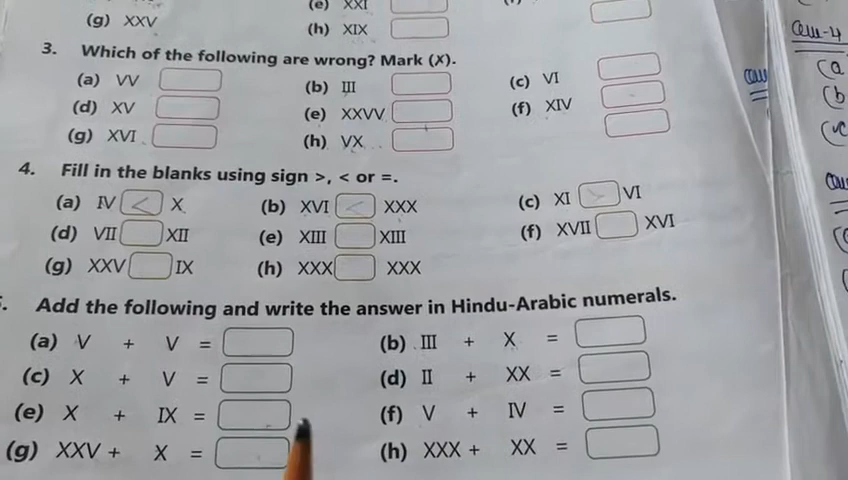 (e) XXI
(g) XXV (h) XIX
3. Which of the following are wrong? Mark (✗).
(a) VV (b) III (c) VI
(d) XV (e) XXVV (f) XIV
(g) XVI (h) VX
4. Fill in the blanks using sign >, < or =.
(a) IV < X (b) XVI < XXX (c) XI > VI
(d) VII XII (e) XIII XIII (f) XVII XVI
(g) XXV IX (h) XXX XXX
Add the following and write the answer in Hindu-Arabic numerals.
(a) V + V = (b) III + X =
(c) X + V = (d) II + XX =
(e) X + IX = (f) V + IV =
(g) XXV + X = (h) XXX + XX =
(a
(b